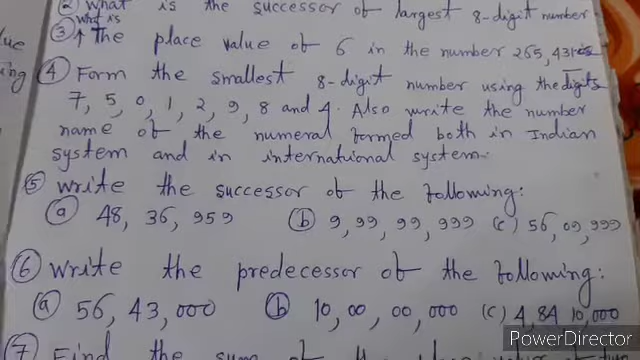 ② What is the successor of largest 8-digit number
what is
③ ↑ The place value of 6 in the number 265,431
④ Form the smallest 8-digit number using the digits
7, 5, 0, 1, 2, 9, 8 and 4. Also write the number
name of the numeral formed both in Indian
system and in international system.
⑤ Write the successor of the following:
ⓐ 48, 36, 959 ⓑ 9,99,99,999 (c) 56,09,999
⑥ Write the predecessor of the following:
ⓐ 56,43,000 ⓑ 10,00,00,000 (c) 4,84 10,000
⑦ Find the sum of
PowerDirector